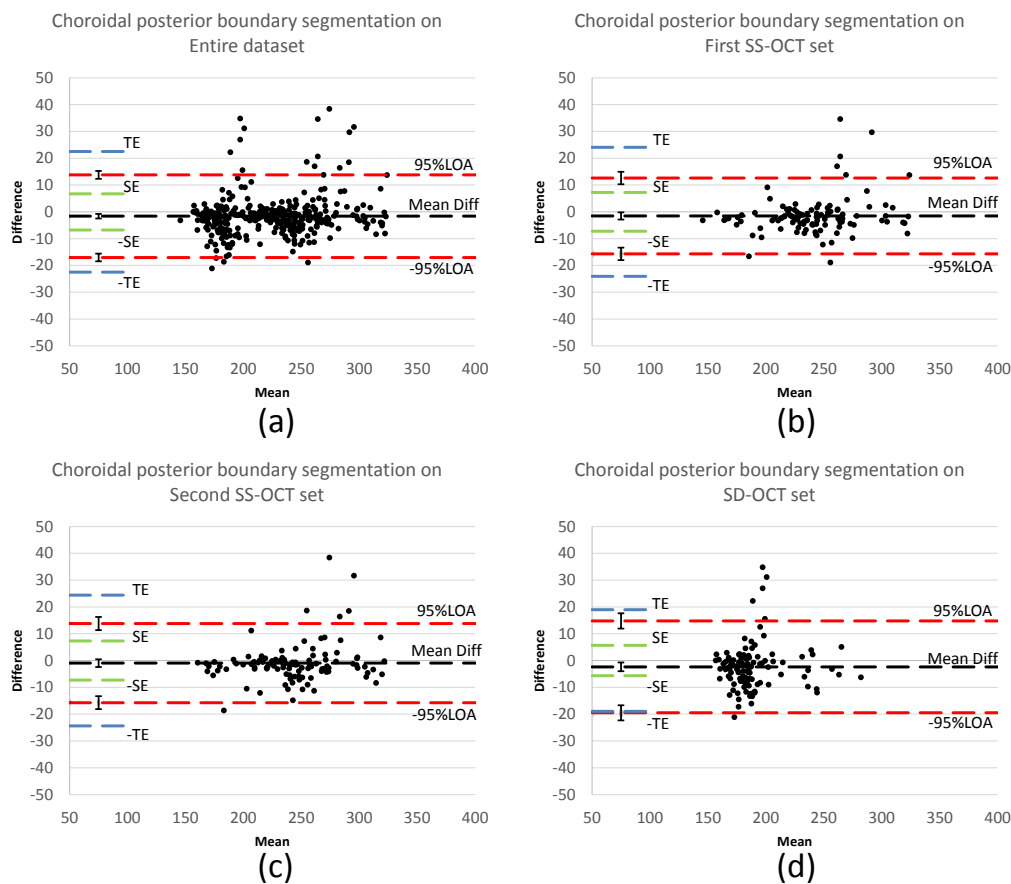 Choroidal posterior boundary segmentation on
Entire dataset
50
40
30
20
10
0
-10
-20
-30
-40
-50
Difference
TE
SE
-SE
-TE
95%LOA
Mean Diff
-95%LOA
50 100 150 200 250 300 350 400
Mean
(a)
Choroidal posterior boundary segmentation on
First SS-OCT set
50
40
30
20
10
0
-10
-20
-30
-40
-50
Difference
TE
SE
-SE
-TE
95%LOA
Mean Diff
-95%LOA
50 100 150 200 250 300 350 400
Mean
(b)
Choroidal posterior boundary segmentation on
Second SS-OCT set
50
40
30
20
10
0
-10
-20
-30
-40
-50
Difference
TE
SE
-SE
-TE
95%LOA
Mean Diff
-95%LOA
50 100 150 200 250 300 350 400
Mean
(c)
Choroidal posterior boundary segmentation on
SD-OCT set
50
40
30
20
10
0
-10
-20
-30
-40
-50
Difference
TE
SE
-SE
-TE
95%LOA
Mean Diff
-95%LOA
50 100 150 200 250 300 350 400
Mean
(d)